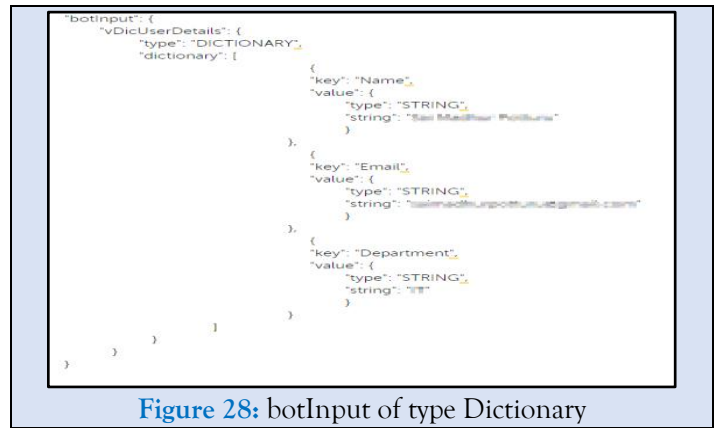 "botInput": {
"vDicUserDetails": {
"type": "DICTIONARY",
"dictionary": [
{
"key": "Name",
"value": {
"type": "STRING",
"string": "
}
},
{
"key": "Email",
"value": {
"type": "STRING",
"string": "
}
},
{
"key": "Department",
"value": {
"type": "STRING",
"string": "
}
}
]
}
}
}
Figure 28: botInput of type Dictionary